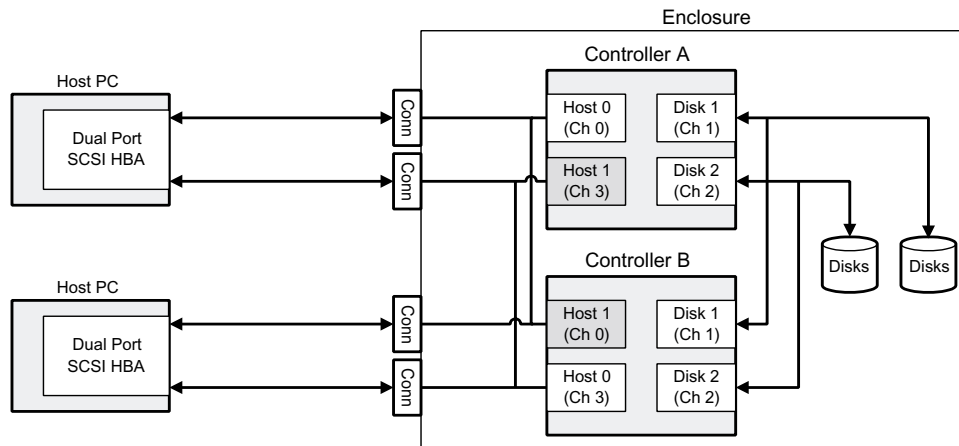 Enclosure
Controller A
Host PC
Dual Port
SCSI HBA
Conn
Conn
Host 0
(Ch 0)
Disk 1
(Ch 1)
Host 1
(Ch 3)
Disk 2
(Ch 2)
Disks
Disks
Controller B
Host PC
Dual Port
SCSI HBA
Conn
Conn
Host 1
(Ch 0)
Disk 1
(Ch 1)
Host 0
(Ch 3)
Disk 2
(Ch 2)